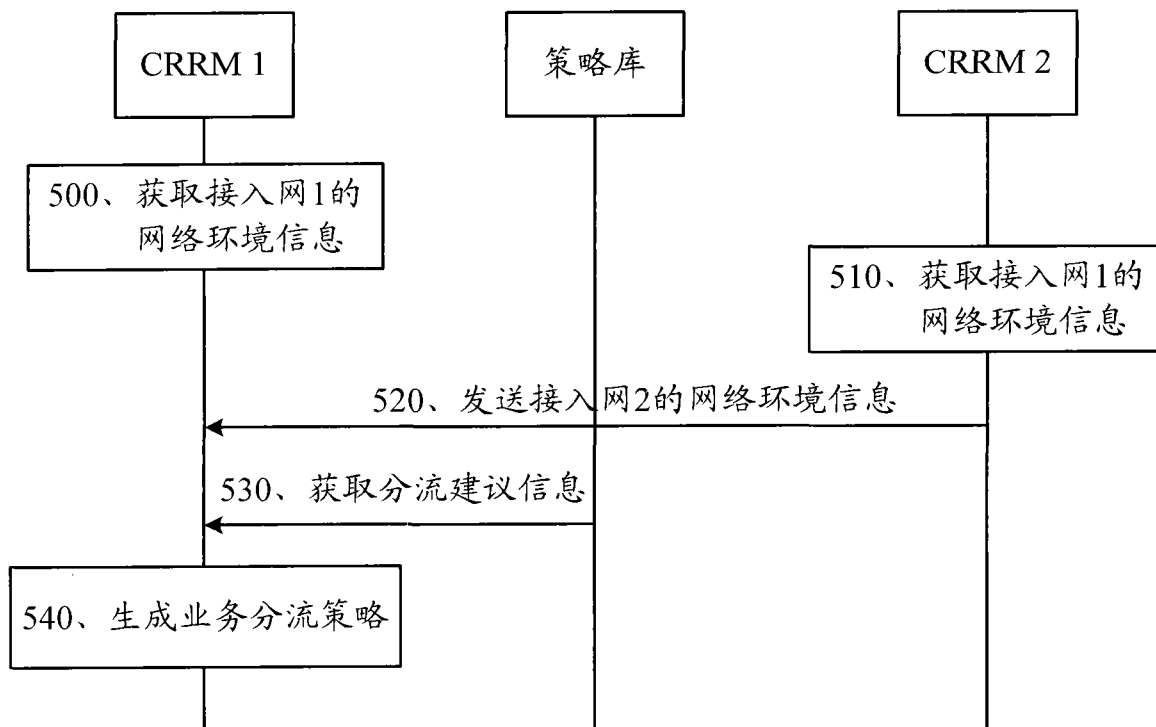 CRRM 1
策略库
CRRM 2
500、获取接入网1的
网络环境信息
510、获取接入网1的
网络环境信息
520、发送接入网2的网络环境信息
530、获取分流建议信息
540、生成业务分流策略